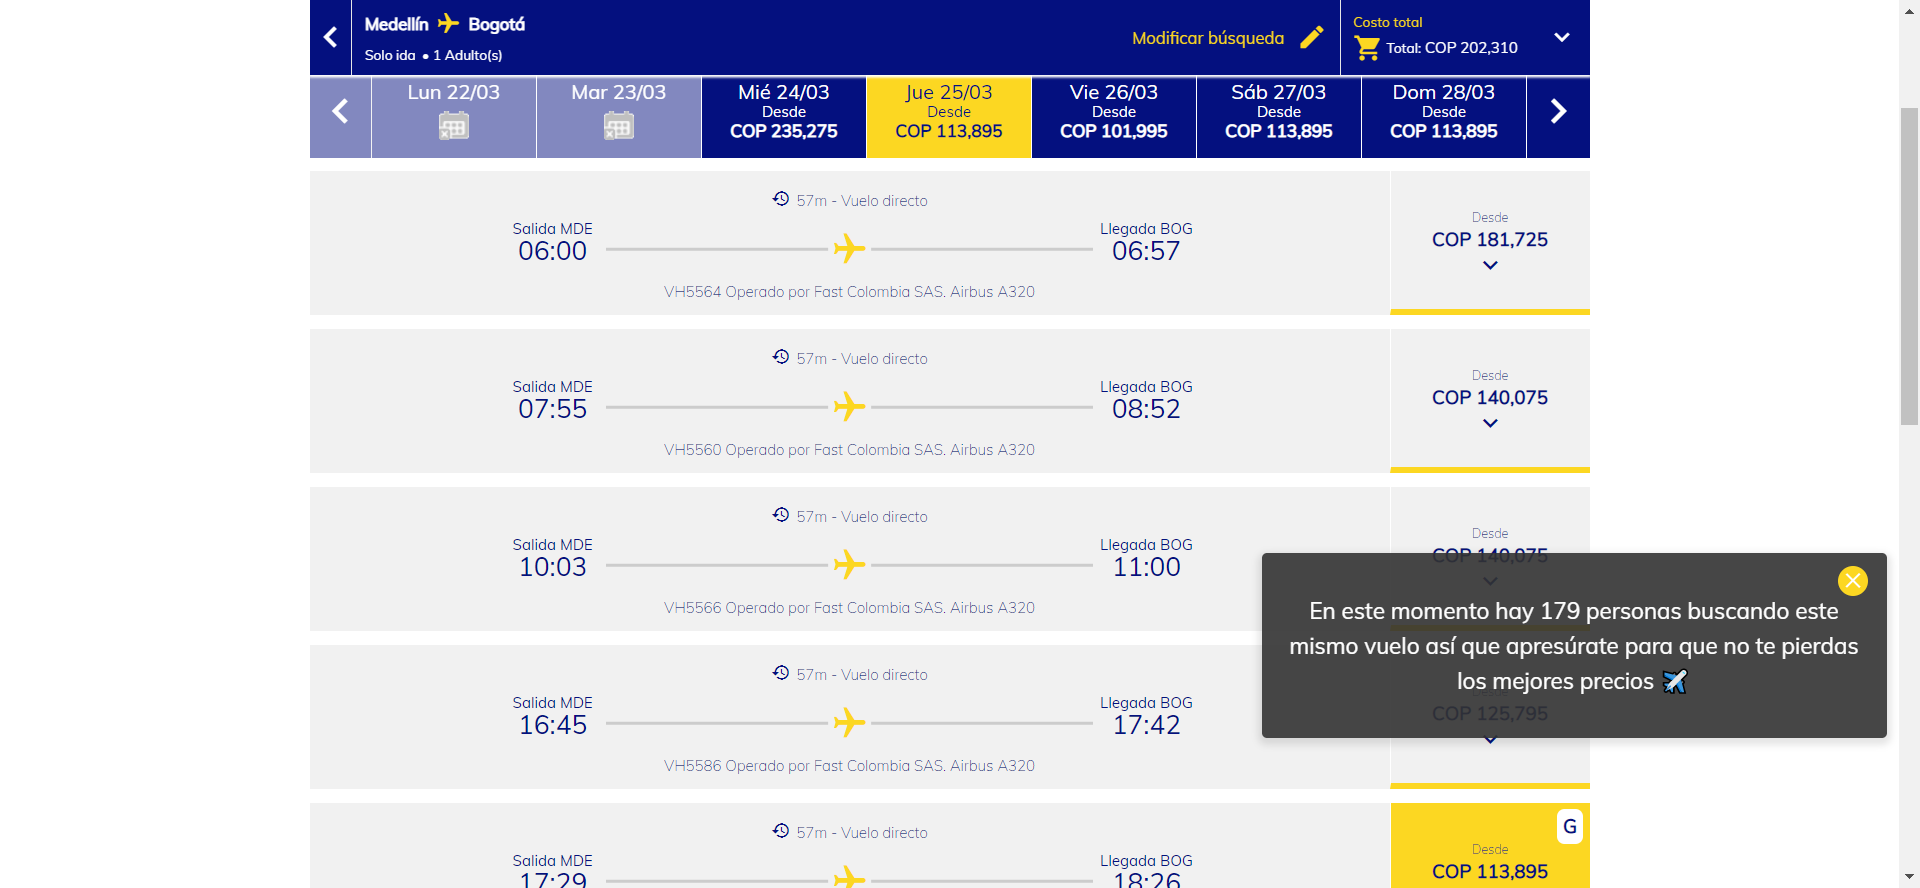 Medellín Bogotá
Solo ida • 1 Adulto(s)
Modificar búsqueda
Costo total
Total: COP 202,310
Lun 22/03
Mar 23/03
Mié 24/03
Desde
COP 235,275
Jue 25/03
Desde
COP 113,895
Vie 26/03
Desde
COP 101,995
Sáb 27/03
Desde
COP 113,895
Dom 28/03
Desde
COP 113,895
57m - Vuelo directo
Salida MDE
06:00
Llegada BOG
06:57
VH5564 Operado por Fast Colombia SAS. Airbus A320
Desde
COP 181,725
57m - Vuelo directo
Salida MDE
07:55
Llegada BOG
08:52
VH5560 Operado por Fast Colombia SAS. Airbus A320
Desde
COP 140,075
57m - Vuelo directo
Salida MDE
10:03
Llegada BOG
11:00
VH5566 Operado por Fast Colombia SAS. Airbus A320
Desde
COP 140,075
En este momento hay 179 personas buscando este
mismo vuelo así que apresúrate para que no te pierdas
los mejores precios
57m - Vuelo directo
Salida MDE
16:45
Llegada BOG
17:42
VH5586 Operado por Fast Colombia SAS. Airbus A320
COP 125,795
57m - Vuelo directo
Salida MDE
17:29
Llegada BOG
18:26
G
Desde
COP 113,895